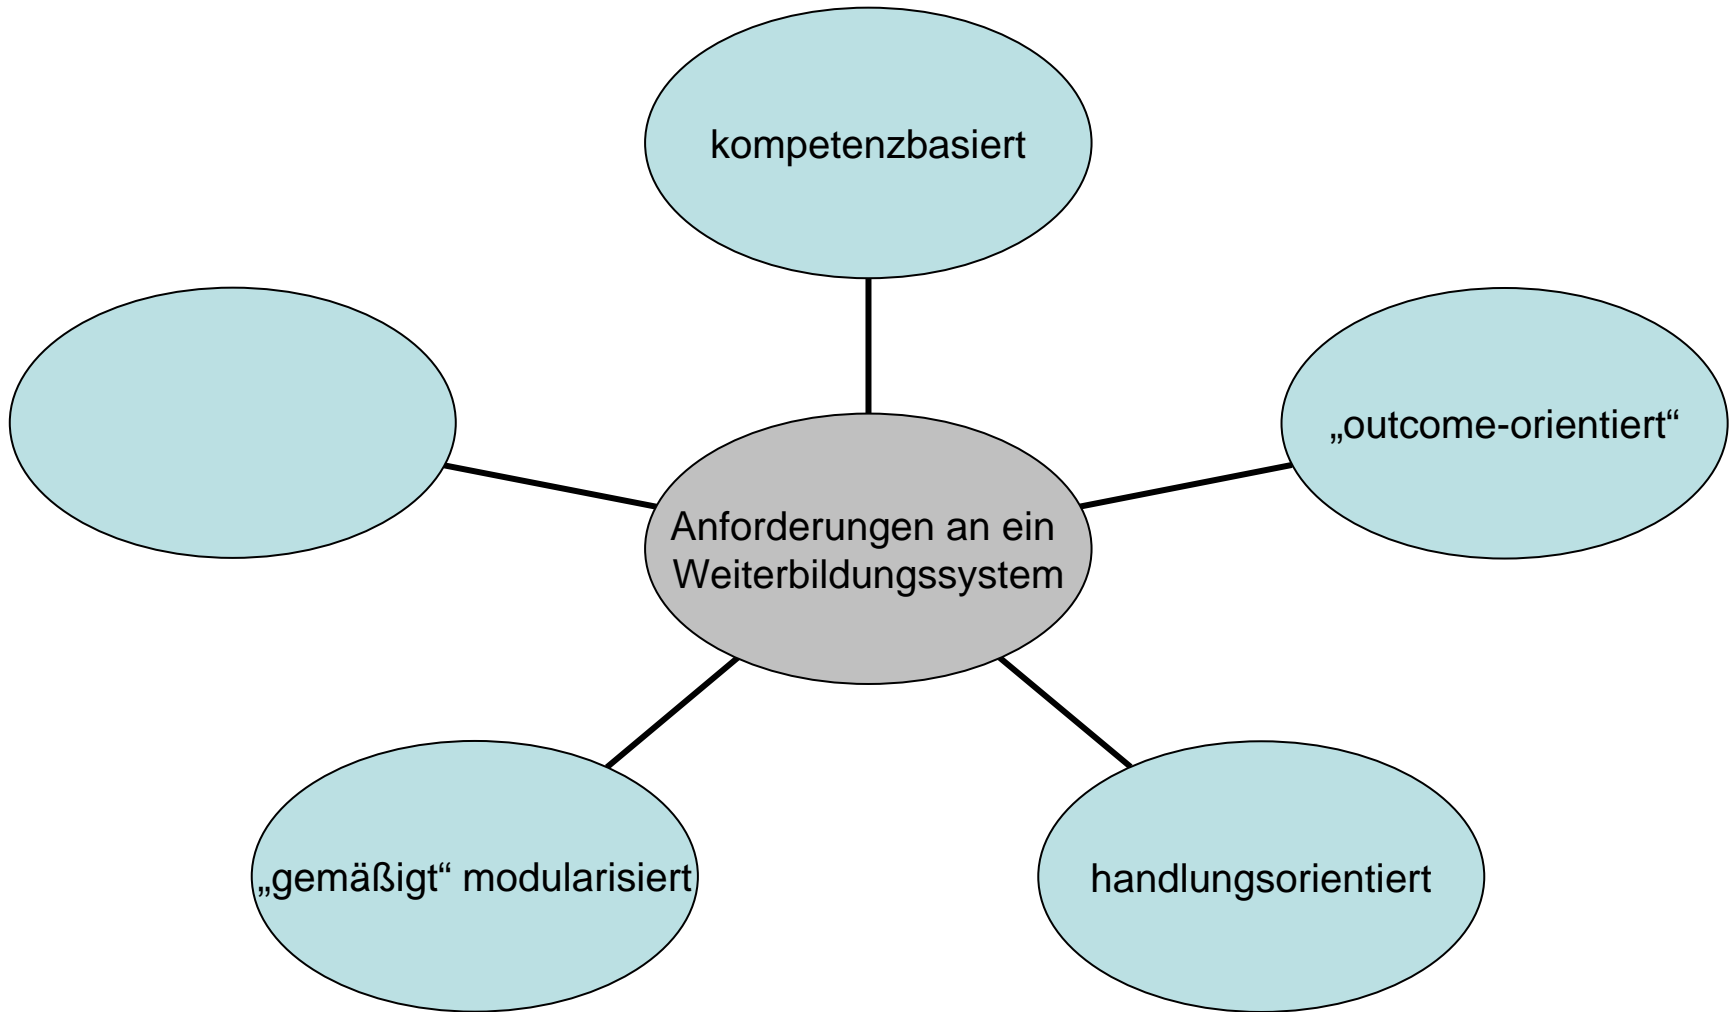 kompetenzbasiert
„outcome-orientiert“
Anforderungen an ein
Weiterbildungssystem
„gemäßigt“ modularisiert
handlungsorientiert